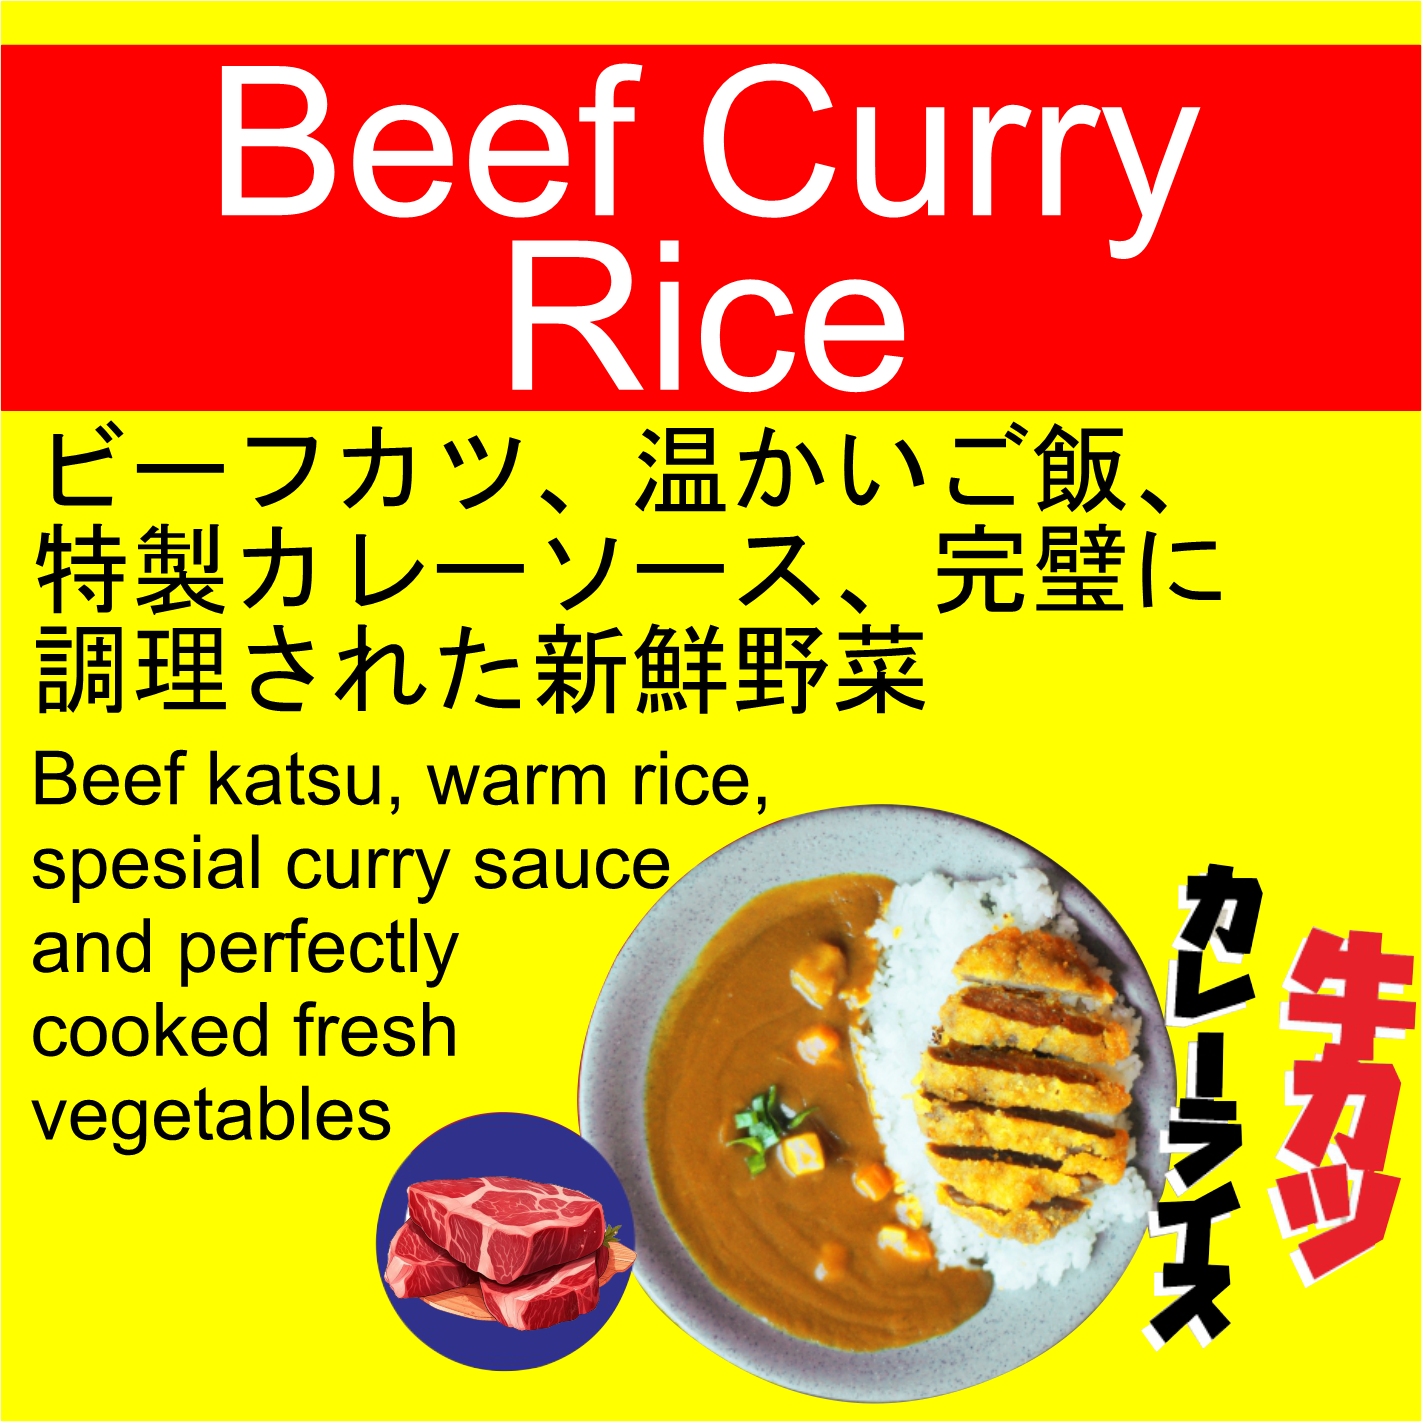 Beef Curry
Rice
ビーフカツ、温かいご飯、
特製カレーソース、完璧に
調理された新鮮野菜
Beef katsu, warm rice,
spesial curry sauce
and perfectly
cooked fresh
vegetables
牛カツ
カレーライス